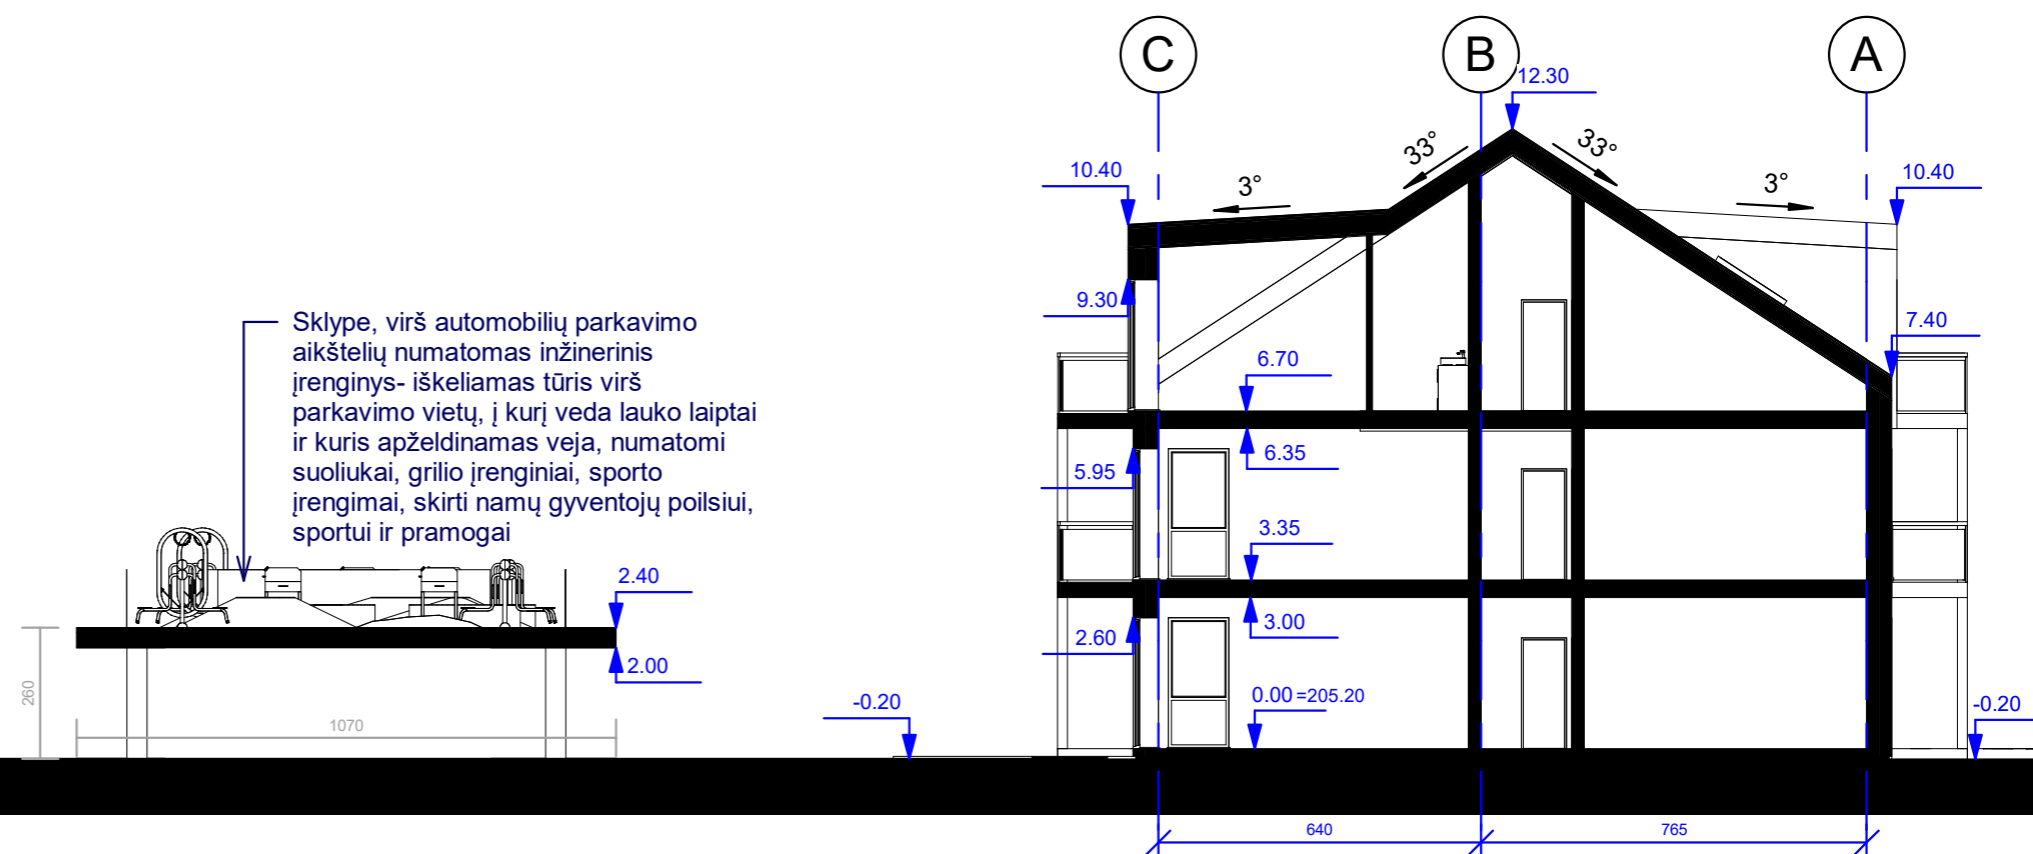 C
B
A
12.30
33°
33°
10.40
3°
3°
10.40
9.30
7.40
Sklype, virš automobilių parkavimo
aikštelių numatomas inžinerinis
įrenginys- iškeliamas tūris virš
parkavimo vietų, į kurį veda lauko laiptai
ir kuris apželdinamas veja, numatomi
suoliukai, grilio įrenginiai, sporto
įrengimai, skirti namų gyventojų poilsiui,
sportui ir pramogai
6.70
6.35
5.95
3.35
2.40
3.00
2.60
2.00
260
1070
-0.20
0.00 =205.20
-0.20
640
765